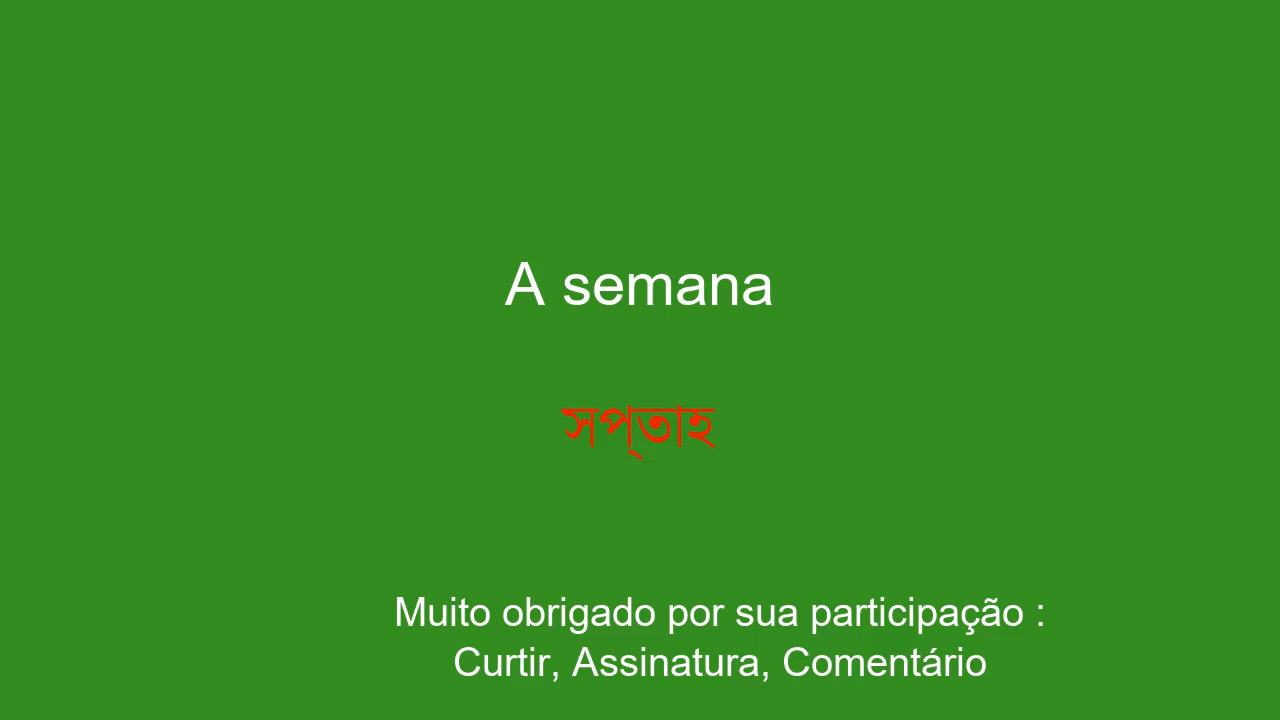 A semana
সপ্তাহ
Muito obrigado por sua participação :
Curtir, Assinatura, Comentário